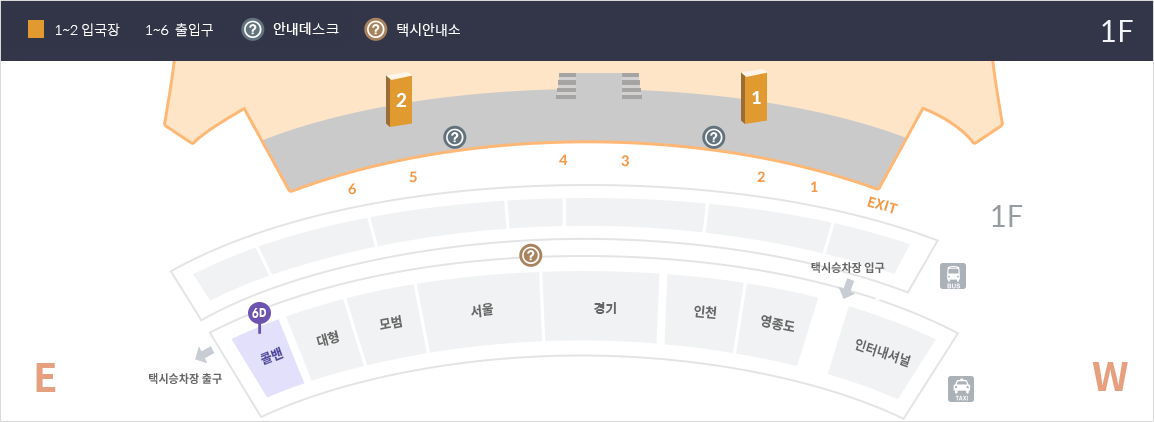 1~2 입국장 1~6 출입구 ? 안내데스크 ? 택시안내소 1F
2 1
? ?
6 5 4 3 2 1 EXIT
1F
?
택시승차장 입구
BUS
6D
콜밴 대형 모범 서울 경기 인천 영종도 인터내셔널
택시승차장 출구
E W
TAXI